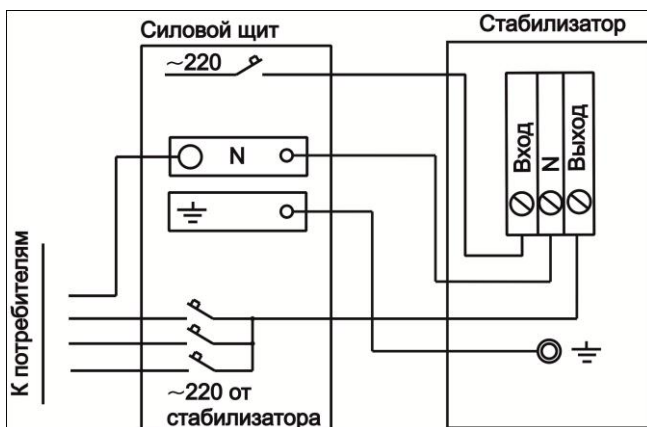 Силовой щит
Стабилизатор
~220
Вход
N
Выход
N
К потребителям
~220 от
стабилизатора